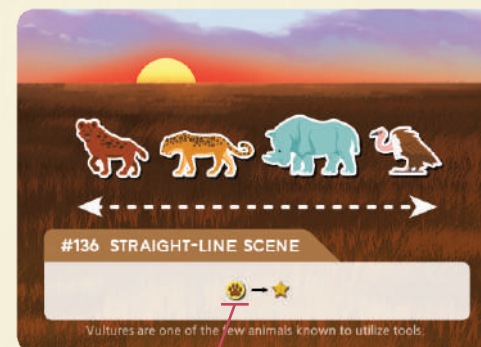 #136 STRAIGHT-LINE SCENE
Vultures are one of the few animals known to utilize tools.